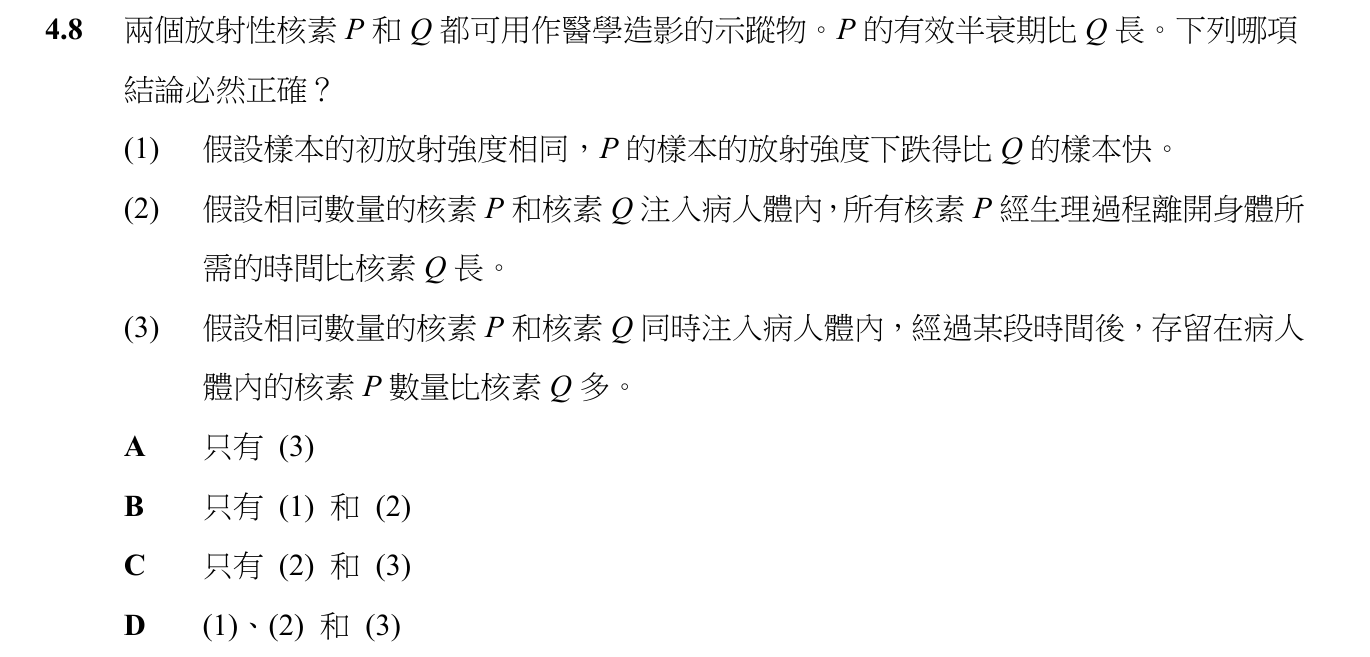 4.8 兩個放射性核素 P 和 Q 都可用作醫學造影的示蹤物。P 的有效半衰期比 Q 長。下列哪項
結論必然正確？
(1) 假設樣本的初放射強度相同，P 的樣本的放射強度下跌得比 Q 的樣本快。
(2) 假設相同數量的核素 P 和核素 Q 注入病人體內，所有核素 P 經生理過程離開身體所
需的時間比核素 Q 長。
(3) 假設相同數量的核素 P 和核素 Q 同時注入病人體內，經過某段時間後，存留在病人
體內的核素 P 數量比核素 Q 多。
A 只有 (3)
B 只有 (1) 和 (2)
C 只有 (2) 和 (3)
D (1)、(2) 和 (3)